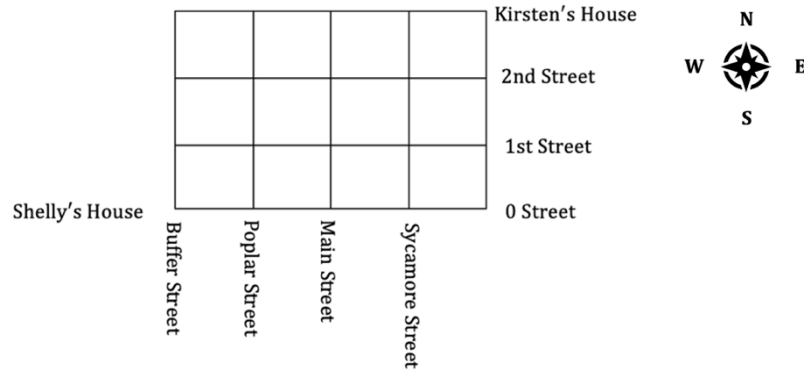 Kirsten's House
N
W
E
2nd Street
S
1st Street
Shelly's House
0 Street
Buffer Street
Poplar Street
Main Street
Sycamore Street